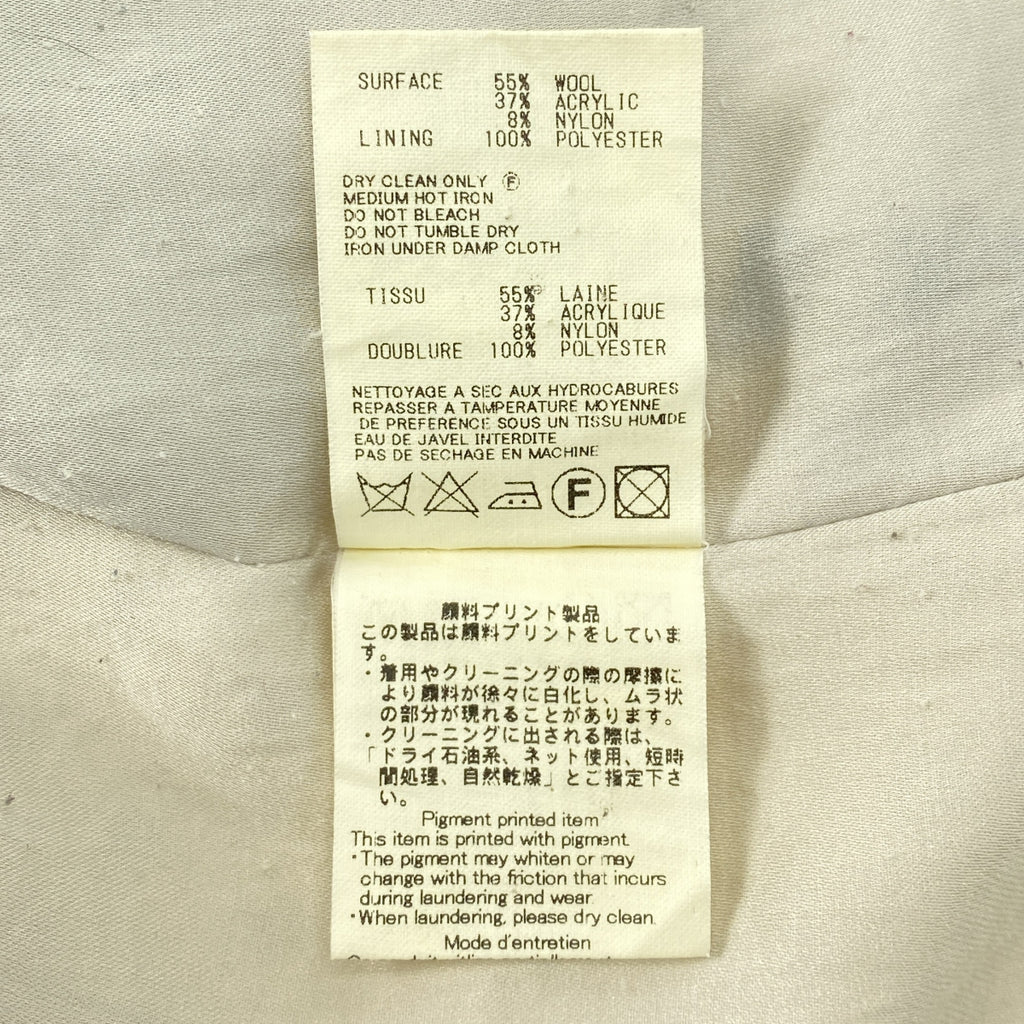 SURFACE 55% WOOL
37% ACRYLIC
8% NYLON
LINING 100% POLYESTER
DRY CLEAN ONLY Ⓕ
MEDIUM HOT IRON
DO NOT BLEACH
DO NOT TUMBLE DRY
IRON UNDER DAMP CLOTH
TISSU 55% LAINE
37% ACRYLIQUE
8% NYLON
DOUBLURE 100% POLYESTER
NETTOYAGE A SEC AUX HYDROCABURES
REPASSER A TAMPERATURE MOYENNE
DE PREFERENCE SOUS UN TISSU HUMIDE
EAU DE JAVEL INTERDITE
PAS DE SECHAGE EN MACHINE
F
顔料プリント製品
この製品は顔料プリントをしていま
す。
・着用やクリーニングの際の摩擦に
より顔料が徐々に白化し、ムラ状
の部分が現れることがあります。
・クリーニングに出される際は、
「ドライ石油系、ネット使用、短時
間処理、自然乾燥」とご指定下さ
い。
Pigment printed item
This item is printed with pigment.
・The pigment may whiten or may
change with the friction that incurs
during laundering and wear.
・When laundering, please dry clean.
Mode d'entretien